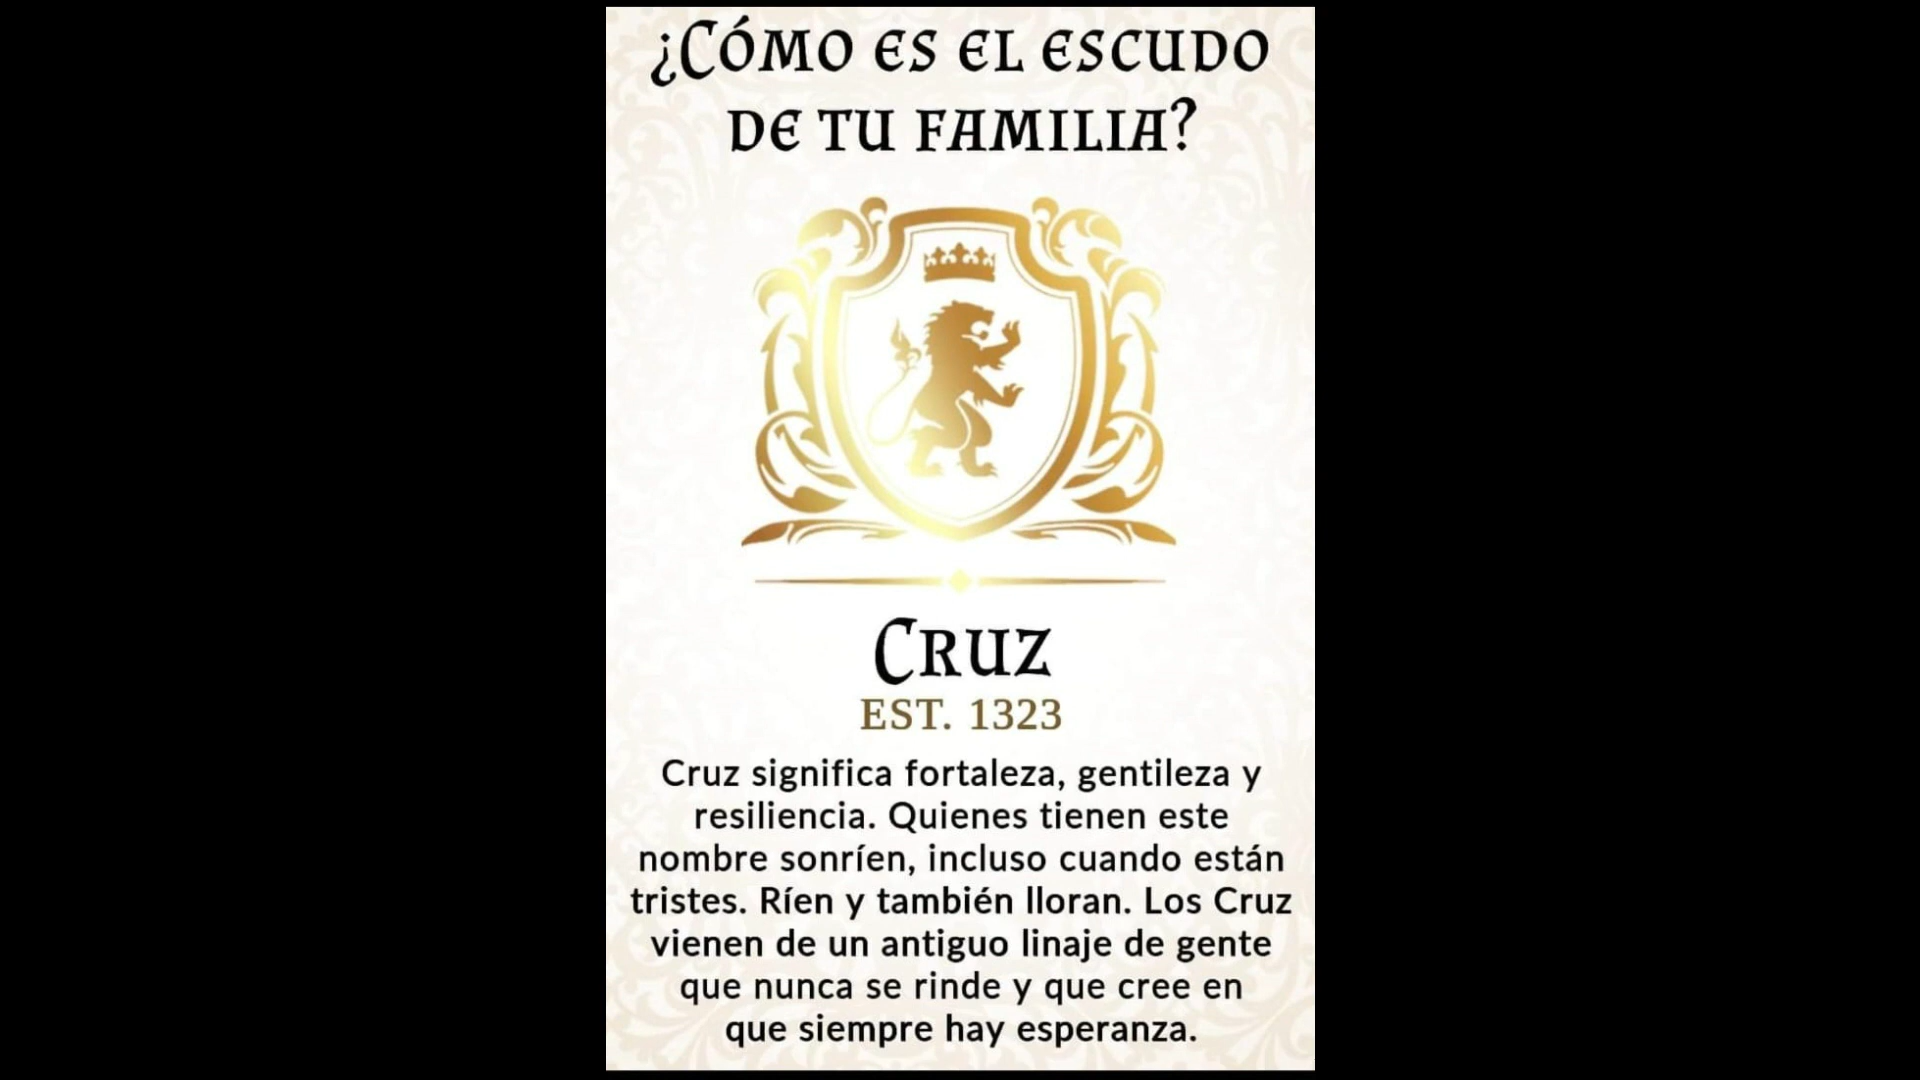 ¿Cómo es el escudo
de tu familia?
Cruz
EST. 1323
Cruz significa fortaleza, gentileza y
resiliencia. Quienes tienen este
nombre sonríen, incluso cuando están
tristes. Ríen y también lloran. Los Cruz
vienen de un antiguo linaje de gente
que nunca se rinde y que cree en
que siempre hay esperanza.